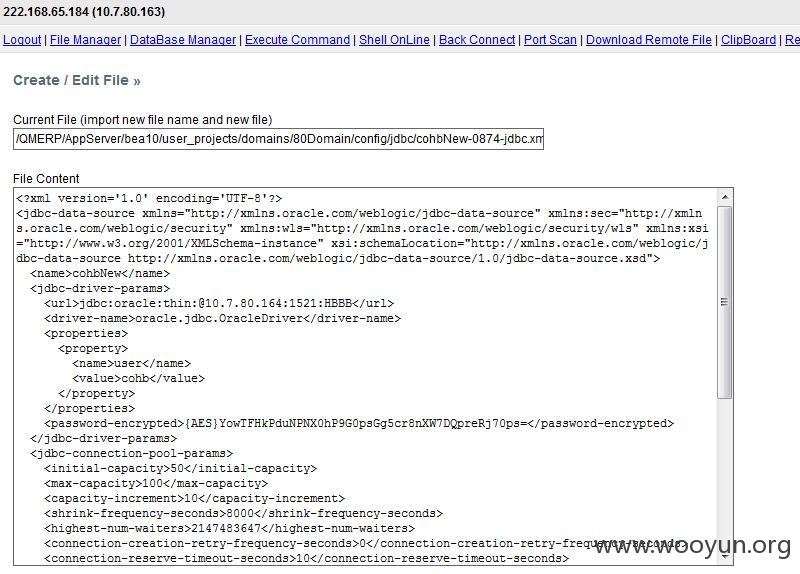 222.168.65.184 (10.7.80.163)
Logout | File Manager | DataBase Manager | Execute Command | Shell OnLine | Back Connect | Port Scan | Download Remote File | ClipBoard | Re
Create / Edit File »
Current File (import new file name and new file)
/QMERP/AppServer/bea10/user_projects/domains/80Domain/config/jdbc/cohbNew-0874-jdbc.xm
File Content
<?xml version='1.0' encoding='UTF-8'?>
<jdbc-data-source xmlns="http://xmlns.oracle.com/weblogic/jdbc-data-source" xmlns:sec="http://xmln
s.oracle.com/weblogic/security" xmlns:wls="http://xmlns.oracle.com/weblogic/security/wls" xmlns:xsi
="http://www.w3.org/2001/XMLSchema-instance" xsi:schemaLocation="http://xmlns.oracle.com/weblogic/j
dbc-data-source http://xmlns.oracle.com/weblogic/jdbc-data-source/1.0/jdbc-data-source.xsd">
<name>cohbNew</name>
<jdbc-driver-params>
<url>jdbc:oracle:thin:@10.7.80.164:1521:HBBB</url>
<driver-name>oracle.jdbc.OracleDriver</driver-name>
<properties>
<property>
<name>user</name>
<value>cohb</value>
</property>
</properties>
<password-encrypted>{AES}YowTFHkPduNPNX0hP9G0psGg5cr8nXW7DQpreRj70ps=</password-encrypted>
</jdbc-driver-params>
<jdbc-connection-pool-params>
<initial-capacity>50</initial-capacity>
<max-capacity>100</max-capacity>
<capacity-increment>10</capacity-increment>
<shrink-frequency-seconds>8000</shrink-frequency-seconds>
<highest-num-waiters>2147483647</highest-num-waiters>
<connection-creation-retry-frequency-seconds>0</connection-creation-retry-frequency-seconds>
<connection-reserve-timeout-seconds>10</connection-reserve-timeout-seconds>
www.wooyun.org